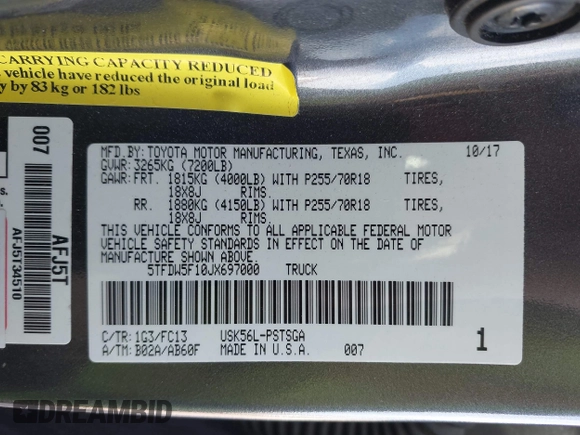 CARRYING CAPACITY REDUCED
vehicle have reduced the original load
by 83 kg or 182 lbs
007
AFJ5T
AFJ5T34510
MFD.BY:TOYOTA MOTOR MANUFACTURING, TEXAS, INC. 10/17
GVWR:3265KG (7200LB)
GAWR:FRT. 1815KG (4000LB) WITH P255/70R18 TIRES,
18X8J RIMS.
RR. 1880KG (4150LB) WITH P255/70R18 TIRES,
18X8J RIMS.
THIS VEHICLE CONFORMS TO ALL APPLICABLE FEDERAL MOTOR
VEHICLE SAFETY STANDARDS IN EFFECT ON THE DATE OF
MANUFACTURE SHOWN ABOVE.
5TFDW5F10JX697000 TRUCK
C/TR:1G3/FC13 USK56L-PSTSGA
A/TM:B02A/AB60F MADE IN U.S.A. 007 1
DREAMBID